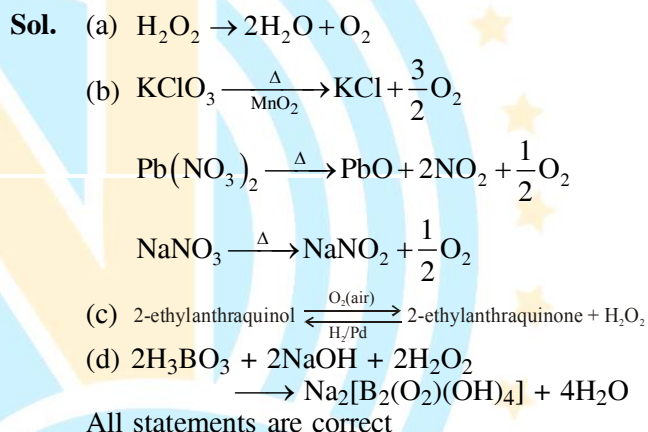 Sol. (a) H₂O₂ → 2H₂O + O₂
(b) KClO₃ —Δ/MnO₂→ KCl + 3/2 O₂
Pb(NO₃)₂ —Δ→ PbO + 2NO₂ + 1/2 O₂
NaNO₃ —Δ→ NaNO₂ + 1/2 O₂
(c) 2-ethylanthraquinol ⇌ [O₂(air) / H₂/Pd] 2-ethylanthraquinone + H₂O₂
(d) 2H₃BO₃ + 2NaOH + 2H₂O₂
⟶ Na₂[B₂(O₂)(OH)₄] + 4H₂O
All statements are correct